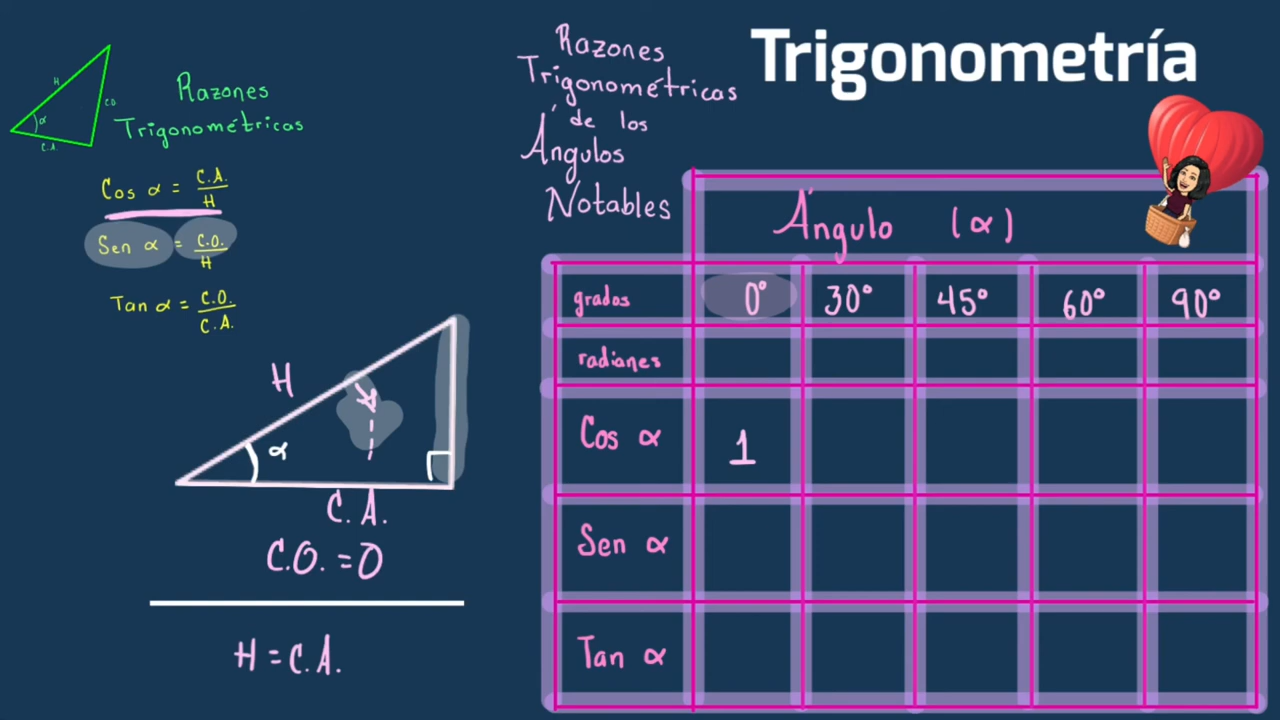 Trigonometría
H
α
C.O
C.A.
Razones
Trigonométricas
Cos α = C.A.
H
Sen α = C.O.
H
Tan α = C.O.
C.A.
H
α
C.A.
C.O. = 0
H = C.A.
Razones
Trigonométricas
de los
Ángulos
Notables
Ángulo (α)
grados 0° 30° 45° 60° 90°
radianes
Cos α 1
Sen α
Tan α